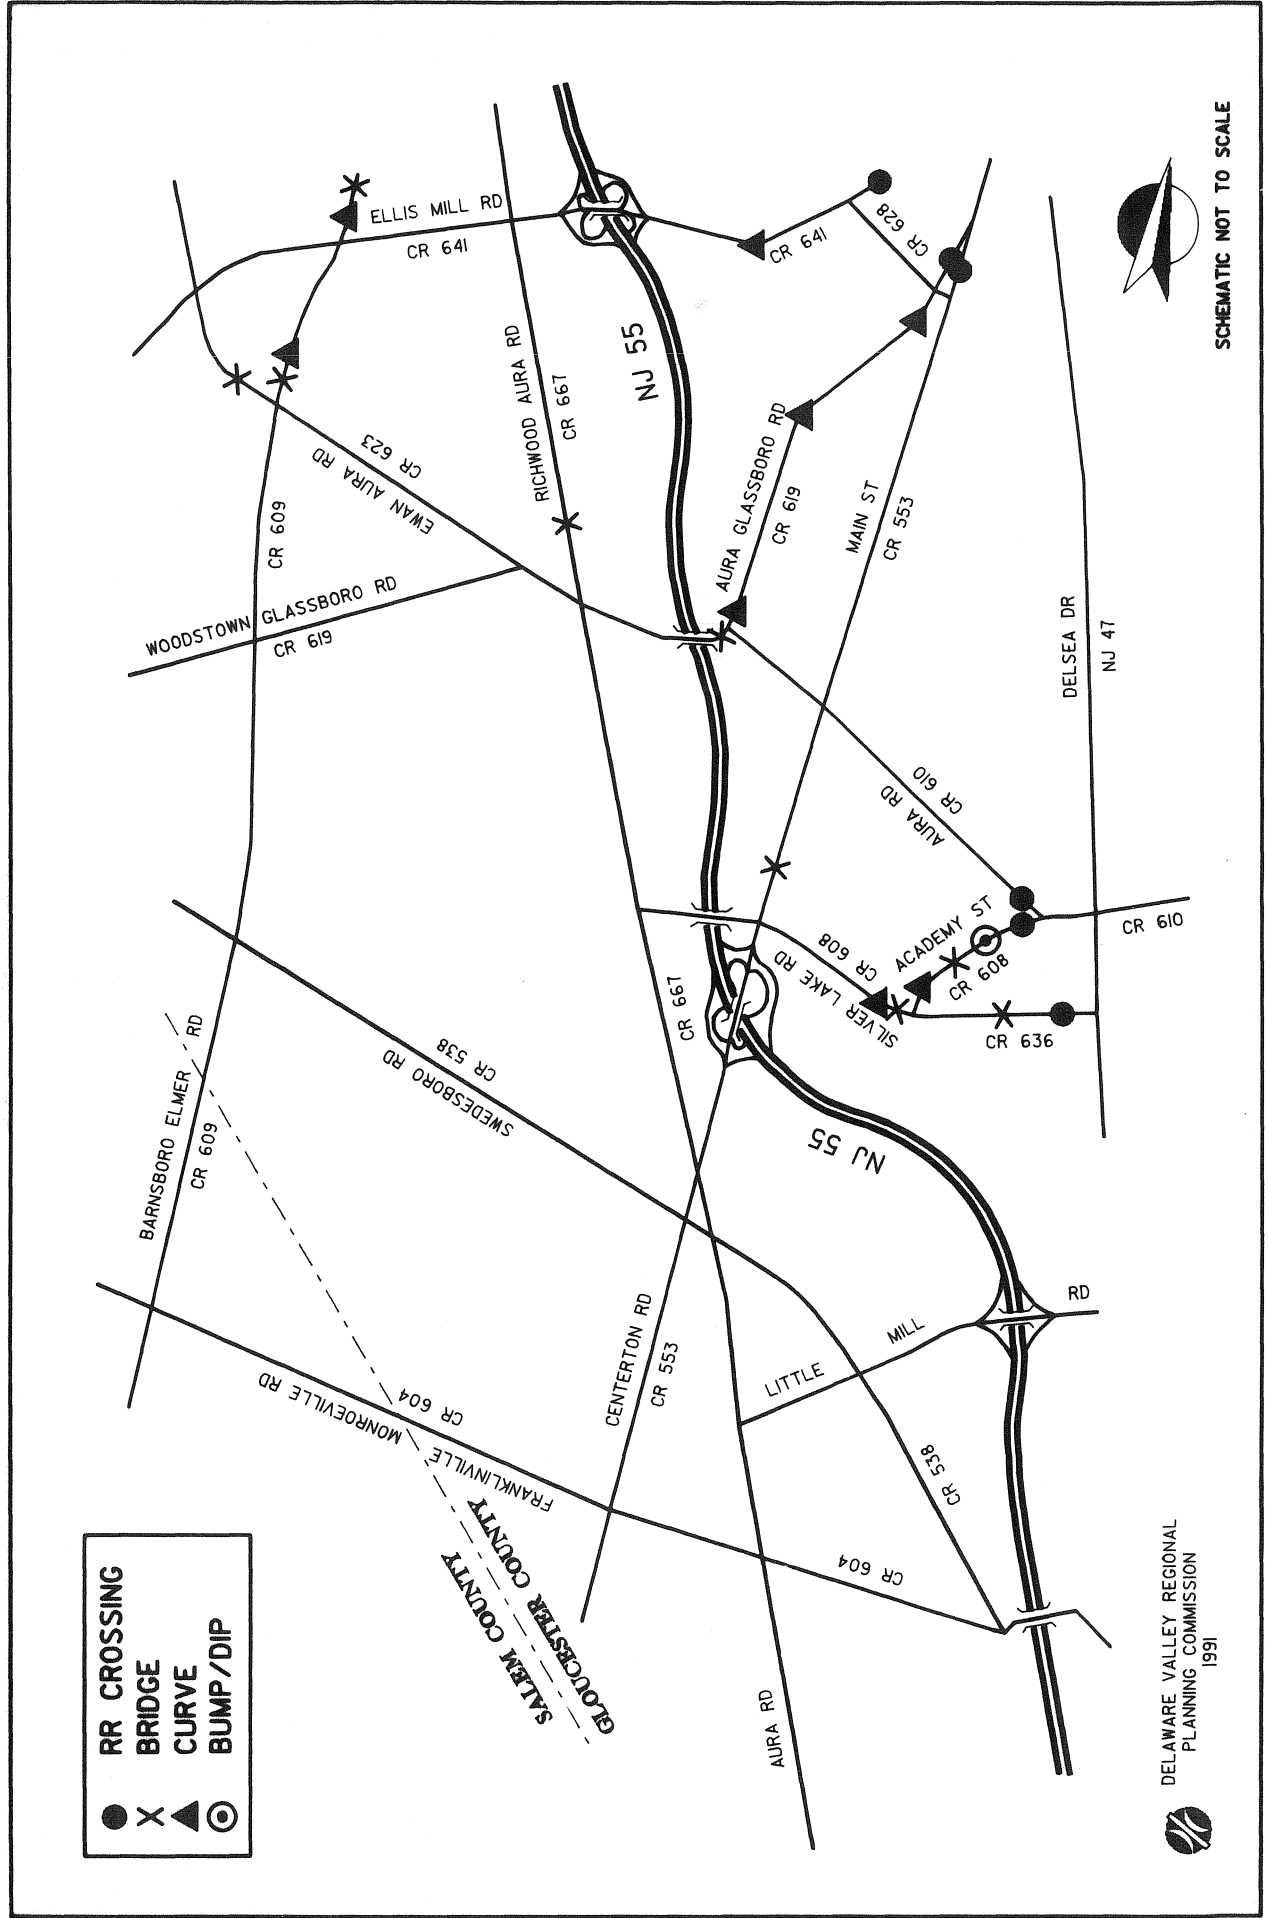 RR CROSSING
BRIDGE
CURVE
BUMP/DIP
ELLIS MILL RD
CR 641
CR 641
CR 628
NJ 55
RICHWOOD AURA RD
CR 667
CR 623
EWAN AURA RD
CR 609
WOODSTOWN GLASSBORO RD
CR 619
AURA GLASSBORO RD
CR 619
MAIN ST
CR 553
DELSEA DR
NJ 47
CR 610
AURA RD
CR 610
ACADEMY ST
CR 608
CR 608
SILVER LAKE RD
CR 636
CR 667
CR 538
SWEDESBORO RD
BARNSBORO ELMER RD
CR 609
NJ 55
CENTERTON RD
CR 553
LITTLE MILL RD
CR 604
FRANKLINVILLE MONROEVILLE RD
CR 538
CR 604
SALEM COUNTY
GLOUCESTER COUNTY
AURA RD
SCHEMATIC NOT TO SCALE
DELAWARE VALLEY REGIONAL
PLANNING COMMISSION
1991